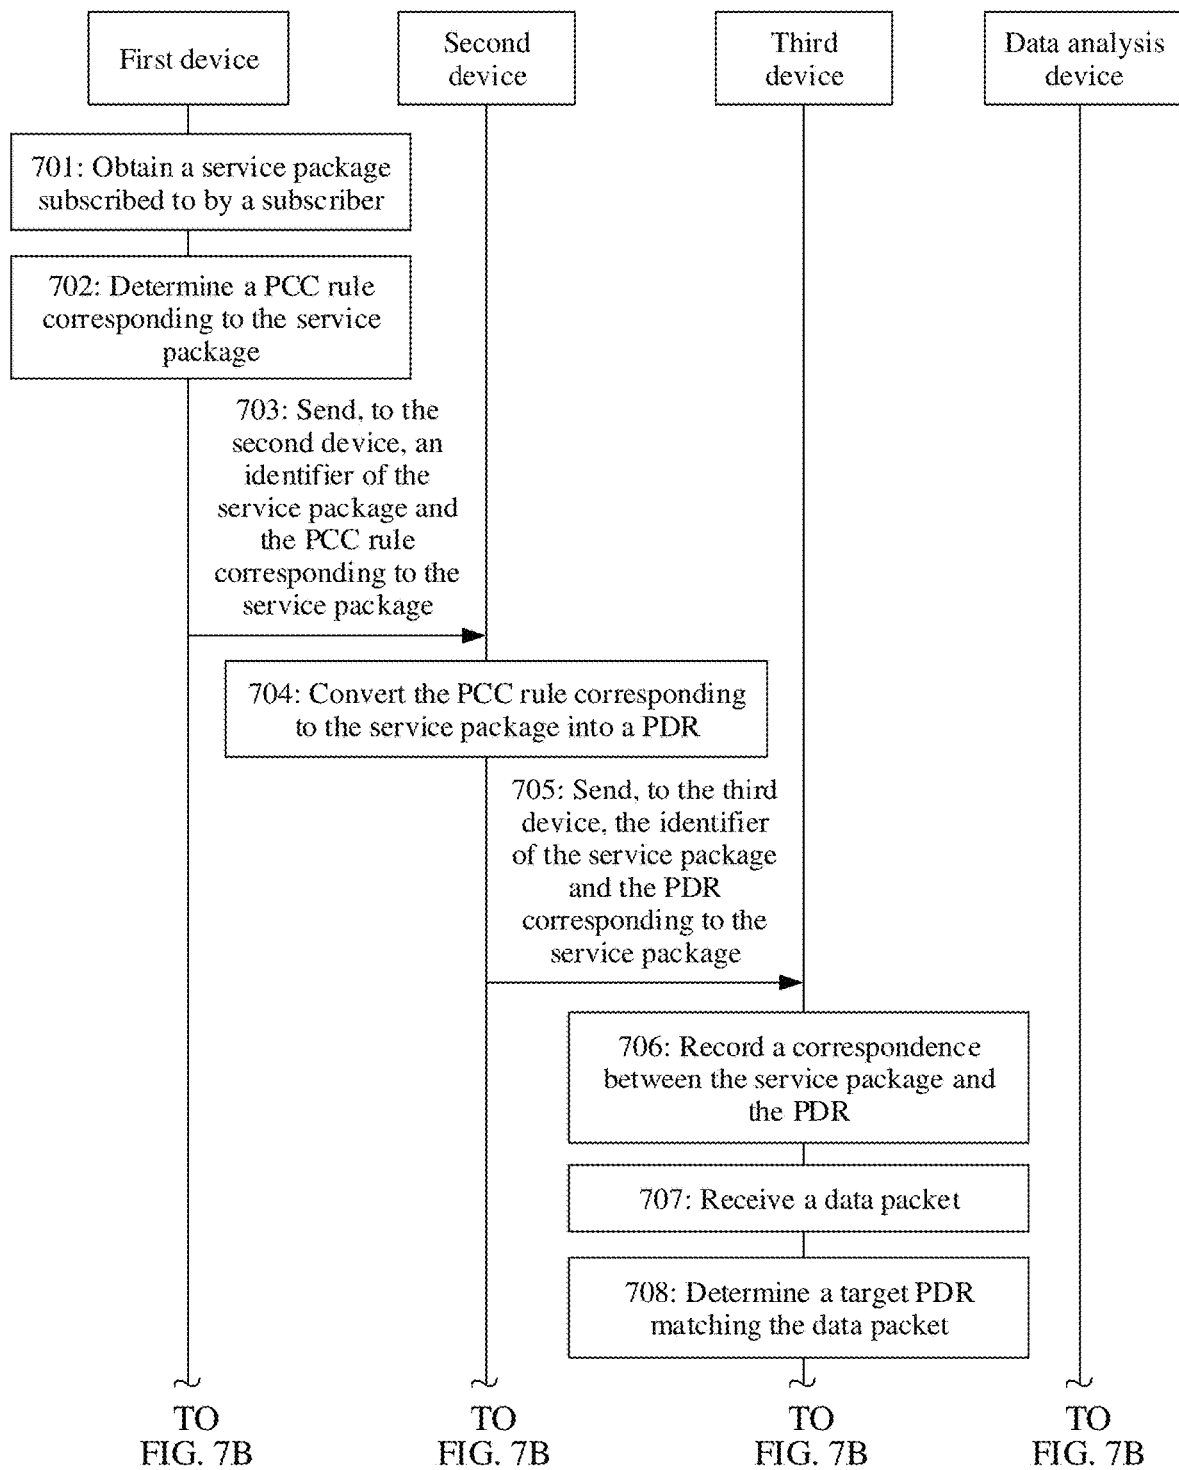 First device
Second
device
Third
device
Data analysis
device
701: Obtain a service package
subscribed to by a subscriber
702: Determine a PCC rule
corresponding to the service
package
703: Send, to the
second device, an
identifier of the
service package and
the PCC rule
corresponding to the
service package
704: Convert the PCC rule corresponding
to the service package into a PDR
705: Send, to the third
device, the identifier
of the service package
and the PDR
corresponding to the
service package
706: Record a correspondence
between the service package and
the PDR
707: Receive a data packet
708: Determine a target PDR
matching the data packet
TO
FIG. 7B
TO
FIG. 7B
TO
FIG. 7B
TO
FIG. 7B